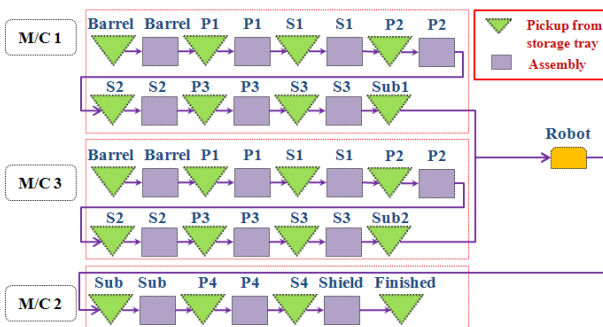 Barrel Barrel P1 P1 S1 S1 P2 P2
M/C 1
S2 S2 P3 P3 S3 S3 Sub1
Pickup from
storage tray
Assembly
Robot
Barrel Barrel P1 P1 S1 S1 P2 P2
M/C 3
S2 S2 P3 P3 S3 S3 Sub2
Sub Sub P4 P4 S4 Shield Finished
M/C 2